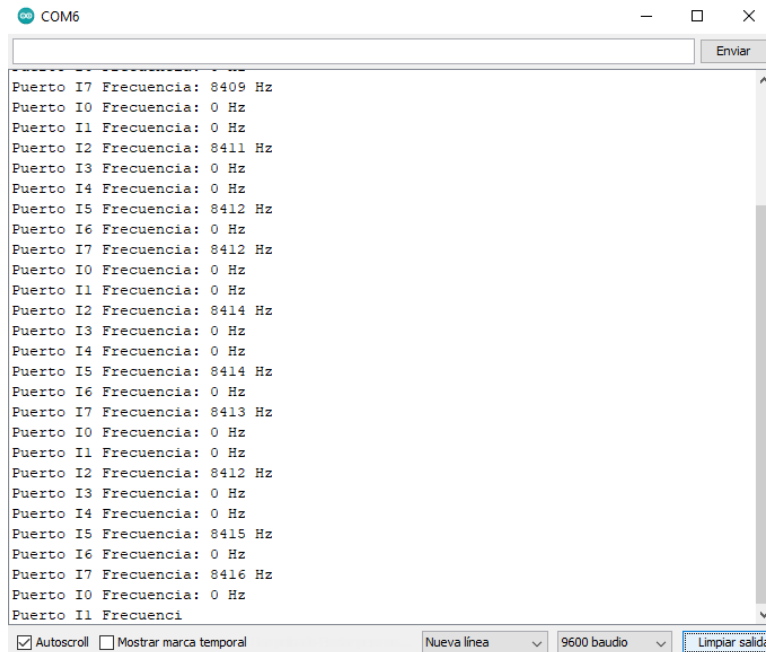 COM6
Enviar
Puerto I7 Frecuencia: 8409 Hz
Puerto I0 Frecuencia: 0 Hz
Puerto I1 Frecuencia: 0 Hz
Puerto I2 Frecuencia: 8411 Hz
Puerto I3 Frecuencia: 0 Hz
Puerto I4 Frecuencia: 0 Hz
Puerto I5 Frecuencia: 8412 Hz
Puerto I6 Frecuencia: 0 Hz
Puerto I7 Frecuencia: 8412 Hz
Puerto I0 Frecuencia: 0 Hz
Puerto I1 Frecuencia: 0 Hz
Puerto I2 Frecuencia: 8414 Hz
Puerto I3 Frecuencia: 0 Hz
Puerto I4 Frecuencia: 0 Hz
Puerto I5 Frecuencia: 8414 Hz
Puerto I6 Frecuencia: 0 Hz
Puerto I7 Frecuencia: 8413 Hz
Puerto I0 Frecuencia: 0 Hz
Puerto I1 Frecuencia: 0 Hz
Puerto I2 Frecuencia: 8412 Hz
Puerto I3 Frecuencia: 0 Hz
Puerto I4 Frecuencia: 0 Hz
Puerto I5 Frecuencia: 8415 Hz
Puerto I6 Frecuencia: 0 Hz
Puerto I7 Frecuencia: 8416 Hz
Puerto I0 Frecuencia: 0 Hz
Puerto I1 Frecuenci
Autoscroll Mostrar marca temporal Nueva línea 9600 baudio Limpiar salida